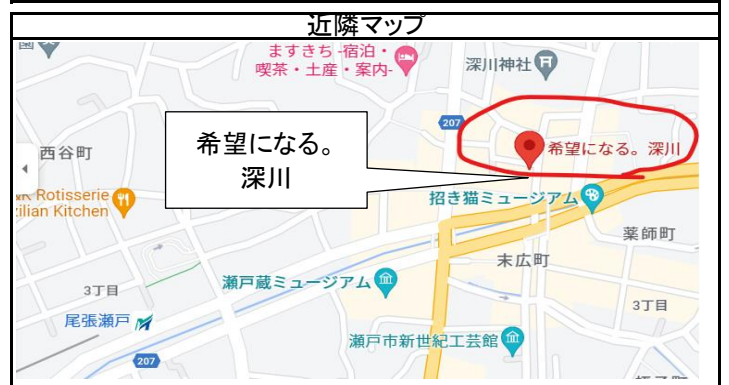 近隣マップ
ますきち -宿泊・
喫茶・土産・案内-
深川神社
207
希望になる。
深川
希望になる。深川
西谷町
Rotisserie
zilian Kitchen
招き猫ミュージアム
薬師町
末広町
瀬戸蔵ミュージアム
3丁目
3丁目
尾張瀬戸
瀬戸市新世紀工芸館
207